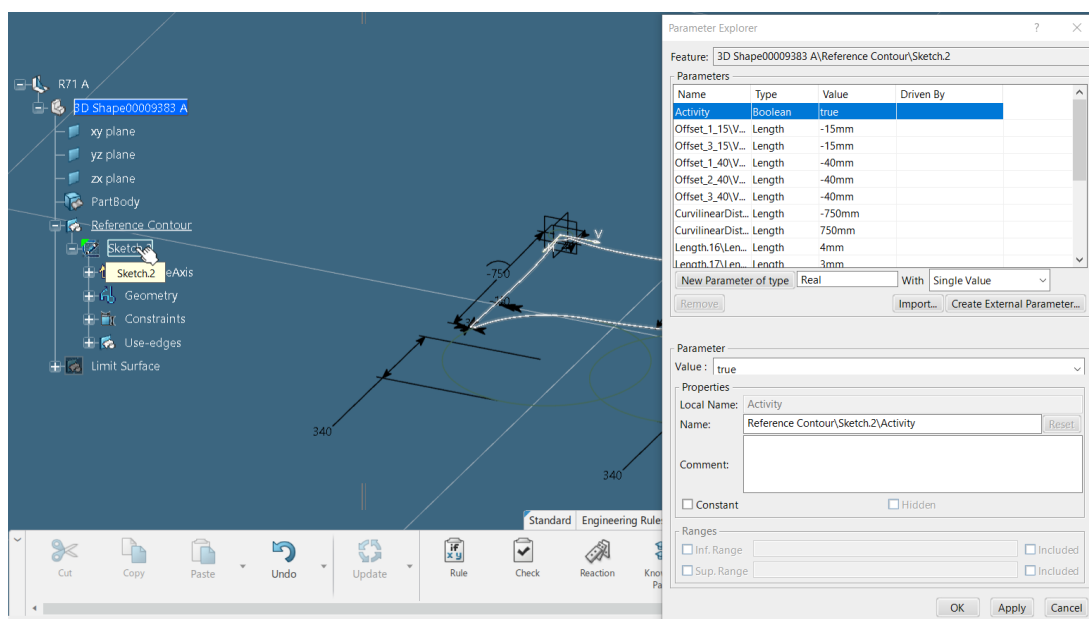 R71 A
3D Shape00009383 A
xy plane
yz plane
zx plane
PartBody
Reference Contour
Sketch.2
Sketch.2
eAxis
Geometry
Constraints
Use-edges
Limit Surface
V
-750
340
340
Standard Engineering Rule
Cut
Copy
Paste
Undo
Update
Rule
Check
Reaction
Parameter Explorer
? ×
Feature: 3D Shape00009383 A\Reference Contour\Sketch.2
Parameters
Name Type Value Driven By
Activity Boolean true
Offset_1_15\V... Length -15mm
Offset_3_15\V... Length -15mm
Offset_1_40\V... Length -40mm
Offset_2_40\V... Length -40mm
Offset_3_40\V... Length -40mm
CurvilinearDist... Length -750mm
CurvilinearDist... Length 750mm
Length.16\Len... Length 4mm
Length.17\Len... Length 3mm
New Parameter of type Real With Single Value
Remove Import... Create External Parameter...
Parameter
Value : true
Properties
Local Name: Activity
Name: Reference Contour\Sketch.2\Activity Reset
Comment:
Constant Hidden
Ranges
Inf. Range Included
Sup. Range Included
OK Apply Cancel